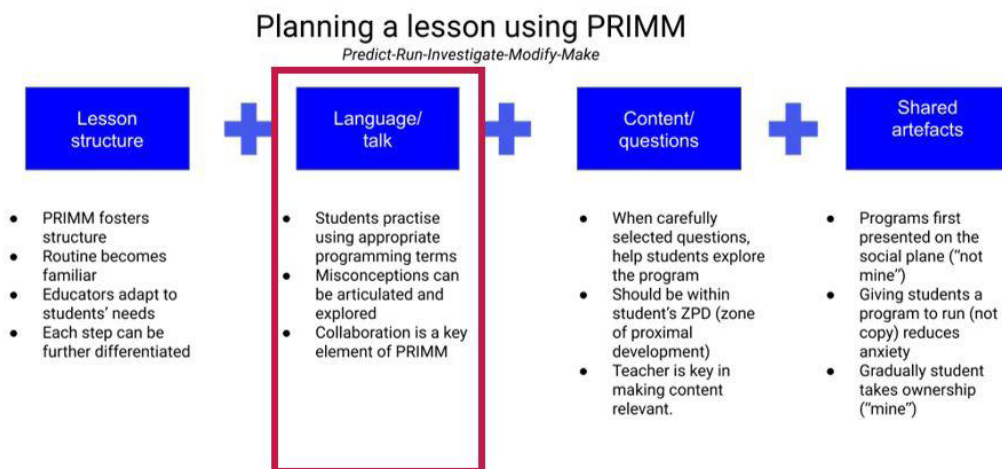 Planning a lesson using PRIMM
Predict-Run-Investigate-Modify-Make
Lesson
structure
Language/
talk
Content/
questions
Shared
artefacts
● PRIMM fosters
structure
● Routine becomes
familiar
● Educators adapt to
students’ needs
● Each step can be
further differentiated
● Students practise
using appropriate
programming terms
● Misconceptions can
be articulated and
explored
● Collaboration is a key
element of PRIMM
● When carefully
selected questions,
help students explore
the program
● Should be within
student’s ZPD (zone
of proximal
development)
● Teacher is key in
making content
relevant.
● Programs first
presented on the
social plane (“not
mine”)
● Giving students a
program to run (not
copy) reduces
anxiety
● Gradually student
takes ownership
(“mine”)